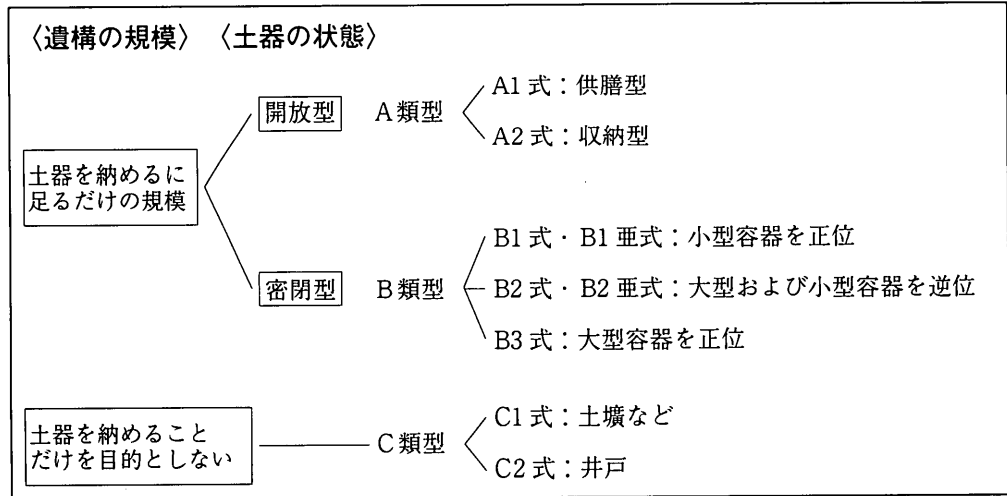 〈遺構の規模〉 〈土器の状態〉
開放型 A類型
A1式：供膳型
A2式：収納型
土器を納めるに
足るだけの規模
密閉型 B類型
B1式・B1亜式：小型容器を正位
B2式・B2亜式：大型および小型容器を逆位
B3式：大型容器を正位
土器を納めること
だけを目的としない
C類型
C1式：土壙など
C2式：井戸